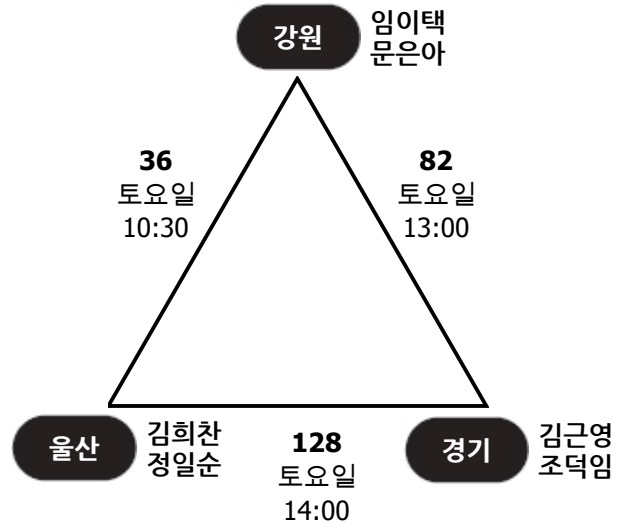 강원
임이택
문은아
36
토요일
10:30
82
토요일
13:00
울산
김희찬
정일순
128
토요일
14:00
경기
김근영
조덕임